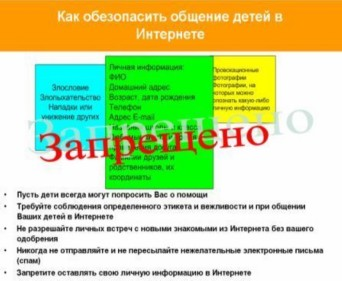 Как обезопасить общение детей в
Интернете
Злословие
Злопыхательство
Нападки или
унижение других
Личная информация:
ФИО
Домашний адрес
Возраст, дата рождения
Телефон
Адрес E-mail
друзей и
родственников, их
координаты
Провокационные
фотографии
Фотографии, на
которых можно
опознать какую-либо
личную информацию
Запрещено
Запрещено
• Пусть дети всегда могут попросить Вас о помощи
• Требуйте соблюдения определенного этикета и вежливости и при общении
Ваших детей в Интернете
• Не разрешайте личных встреч с новыми знакомыми из Интернета без вашего
одобрения
• Никогда не отправляйте и не пересылайте нежелательные электронные письма
(спам)
• Запретите оставлять свою личную информацию в Интернете